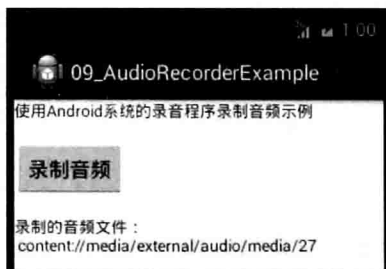 1:00
09_AudioRecorderExample
使用Android系统的录音程序录制音频示例
录制音频
录制的音频文件：
content://media/external/audio/media/27